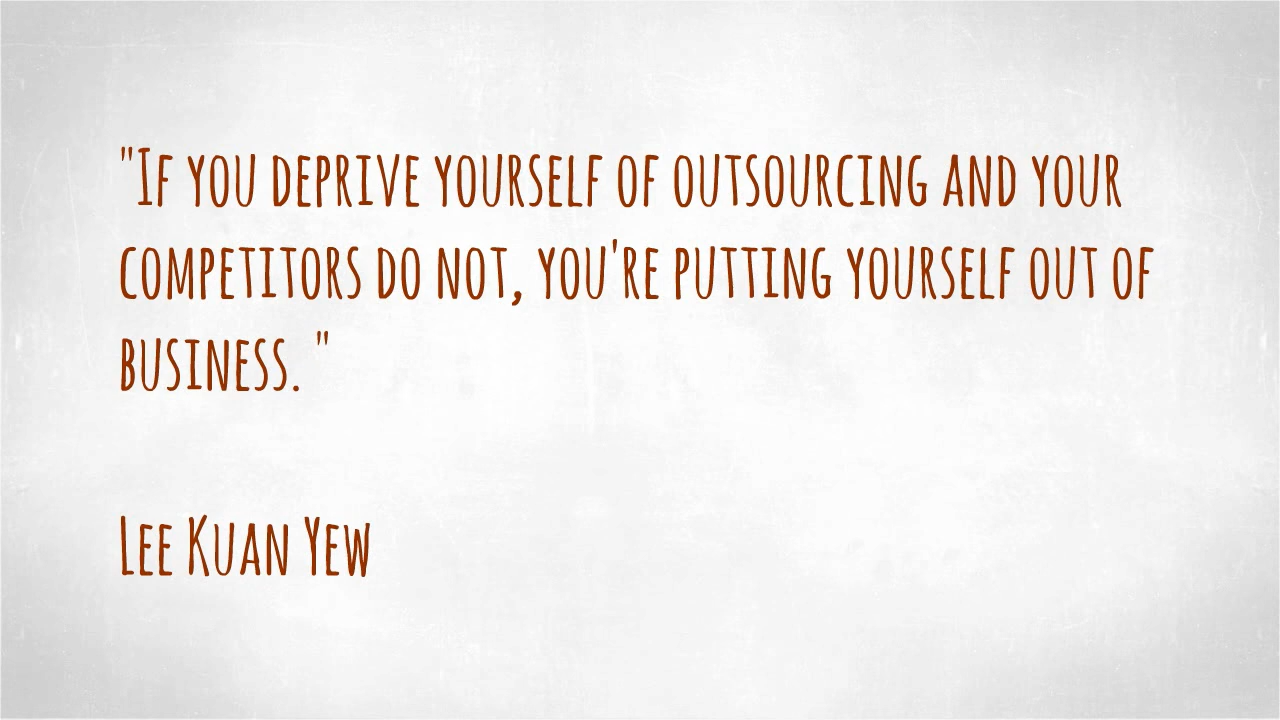 "If you deprive yourself of outsourcing and your
competitors do not, you're putting yourself out of
business. "
Lee Kuan Yew